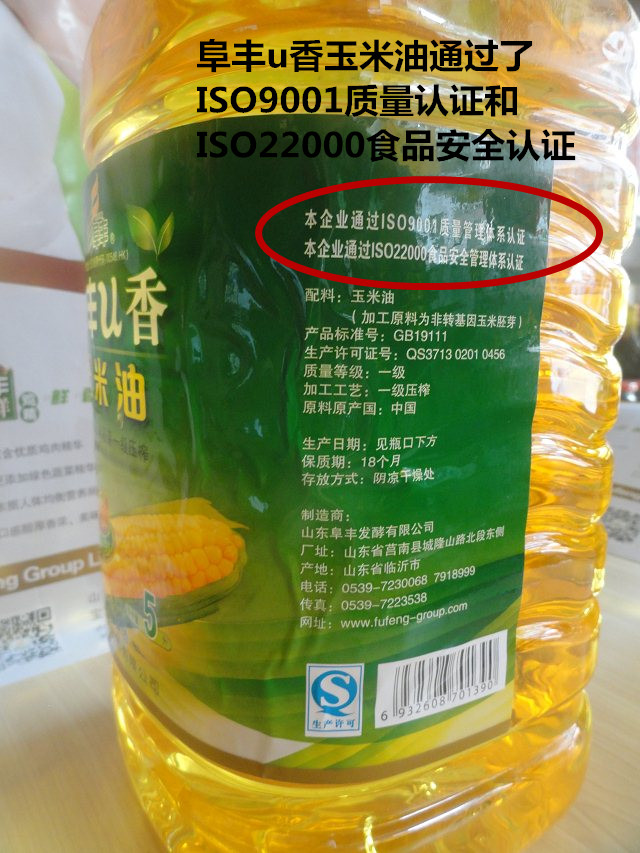 阜丰u香玉米油通过了
ISO9001质量认证和
ISO22000食品安全认证
本企业通过ISO9001质量管理体系认证
本企业通过ISO22000食品安全管理体系认证
配料：玉米油
（加工原料为非转基因玉米胚芽）
产品标准号：GB19111
生产许可证号：QS3713 0201 0456
质量等级：一级
加工工艺：一级压榨
原料原产国：中国
生产日期：见瓶口下方
保质期：18个月
存放方式：阴凉干燥处
制造商：
山东阜丰发酵有限公司
厂址：山东省莒南县城隆山路北段东侧
产地：山东省临沂市
电话：0539-7230068 7918999
传真：0539-7223538
网址：www.fufeng-group.com
生产许可
6 932608 701390
丰u香
米油
一级压榨
5
ng Group L